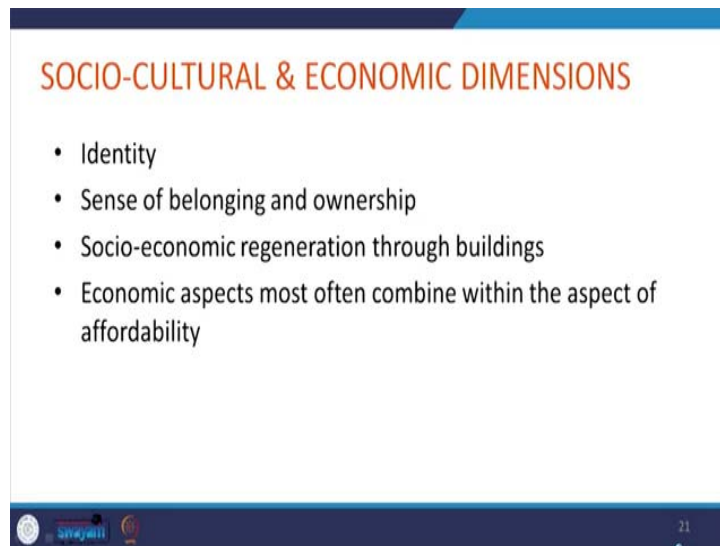 SOCIO-CULTURAL & ECONOMIC DIMENSIONS
• Identity
• Sense of belonging and ownership
• Socio-economic regeneration through buildings
• Economic aspects most often combine within the aspect of
affordability
swayam
21